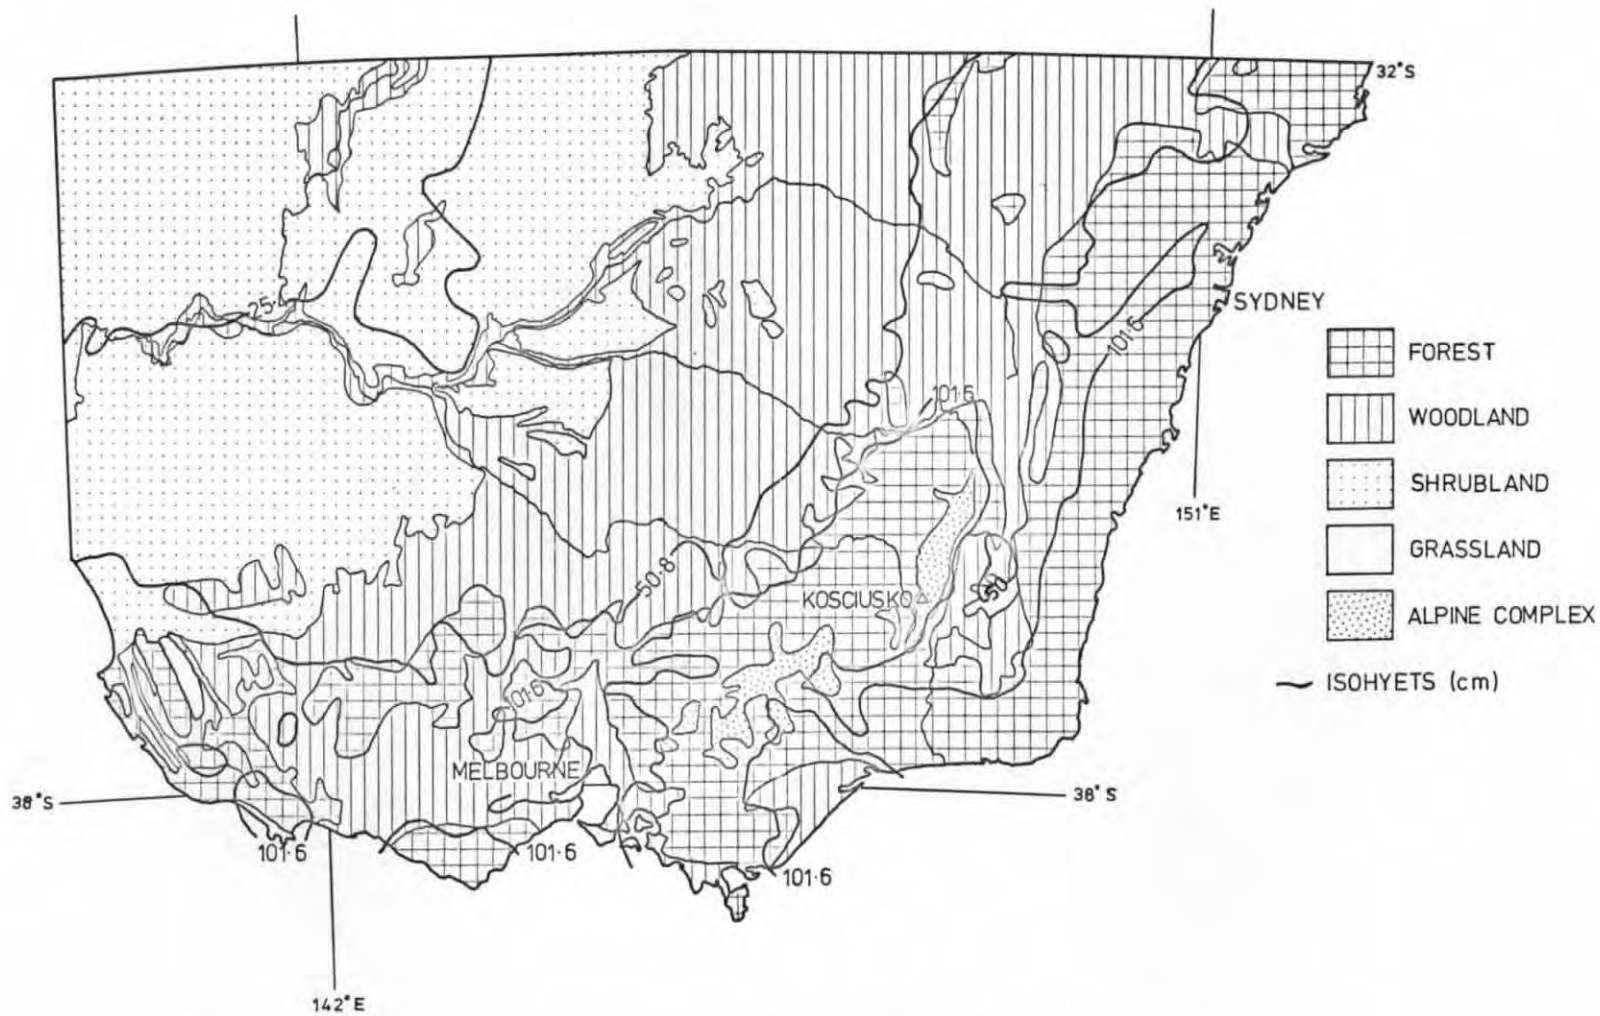 32°S
25·4
SYDNEY
101·6
FOREST
WOODLAND
101·6
SHRUBLAND
151°E
GRASSLAND
50·8
50
KOSCIUSKO
ALPINE COMPLEX
ISOHYETS (cm)
101·6
MELBOURNE
38°S
38°S
101·6
101·6
101·6
142°E